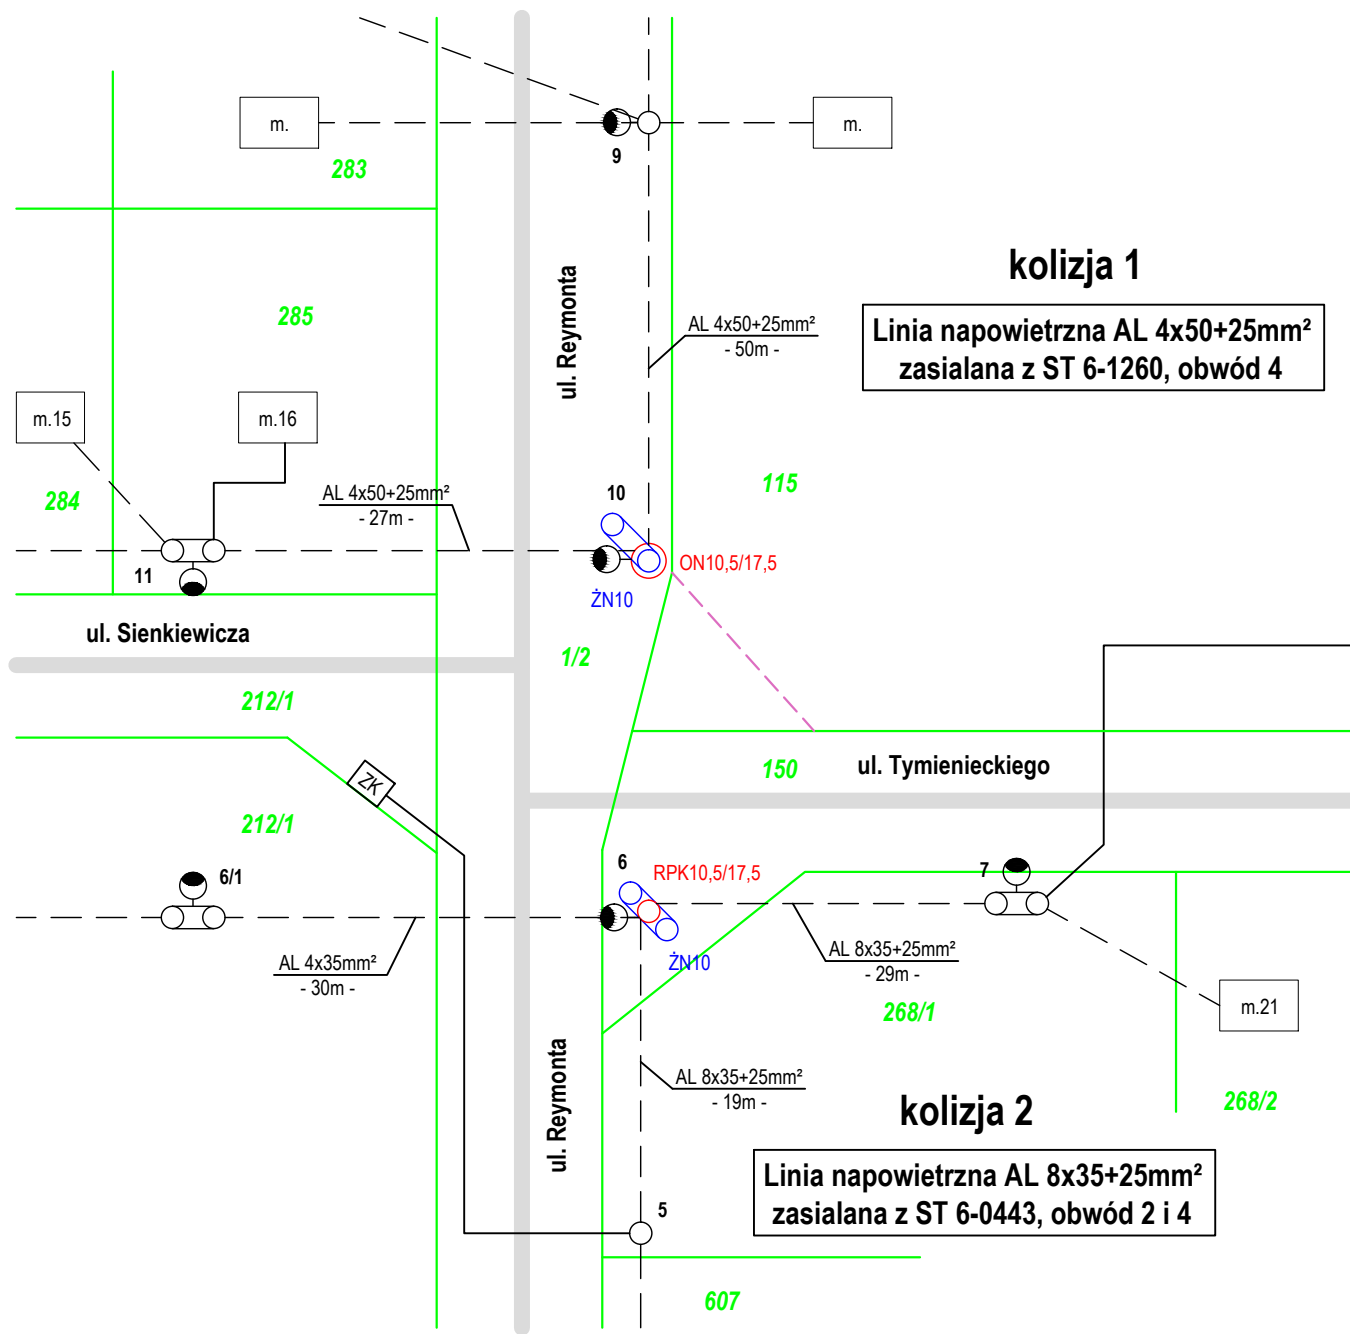 m.
m.
9
283
kolizja 1
ul. Reymonta
285
AL 4x50+25mm²
- 50m -
Linia napowietrzna AL 4x50+25mm²
zasialana z ST 6-1260, obwód 4
m.15
m.16
284
AL 4x50+25mm²
- 27m -
10
115
ON10,5/17,5
11
ŻN10
ul. Sienkiewicza
1/2
212/1
150
ul. Tymienieckiego
ZK
212/1
6/1
6
RPK10,5/17,5
7
AL 4x35mm²
- 30m -
ŻN10
AL 8x35+25mm²
- 29m -
268/1
m.21
ul. Reymonta
AL 8x35+25mm²
- 19m -
kolizja 2
268/2
Linia napowietrzna AL 8x35+25mm²
zasialana z ST 6-0443, obwód 2 i 4
5
607